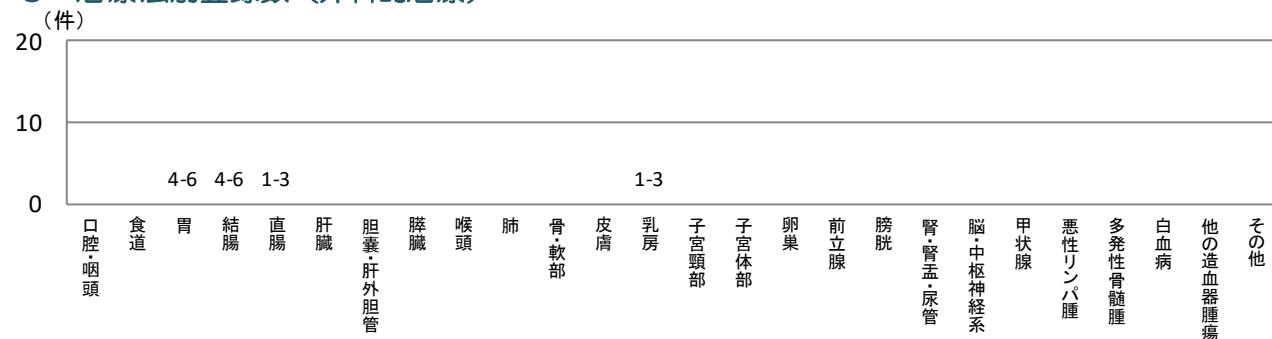 （件）
20
10
0
4-6 4-6 1-3 1-3
口腔・咽頭
食道
胃
結腸
直腸
肝臓
胆嚢・肝外胆管
膵臓
喉頭
肺
骨・軟部
皮膚
乳房
子宮頸部
子宮体部
卵巣
前立腺
膀胱
腎・腎盂・尿管
脳・中枢神経系
甲状腺
悪性リンパ腫
多発性骨髄腫
白血病
他の造血器腫瘍
その他